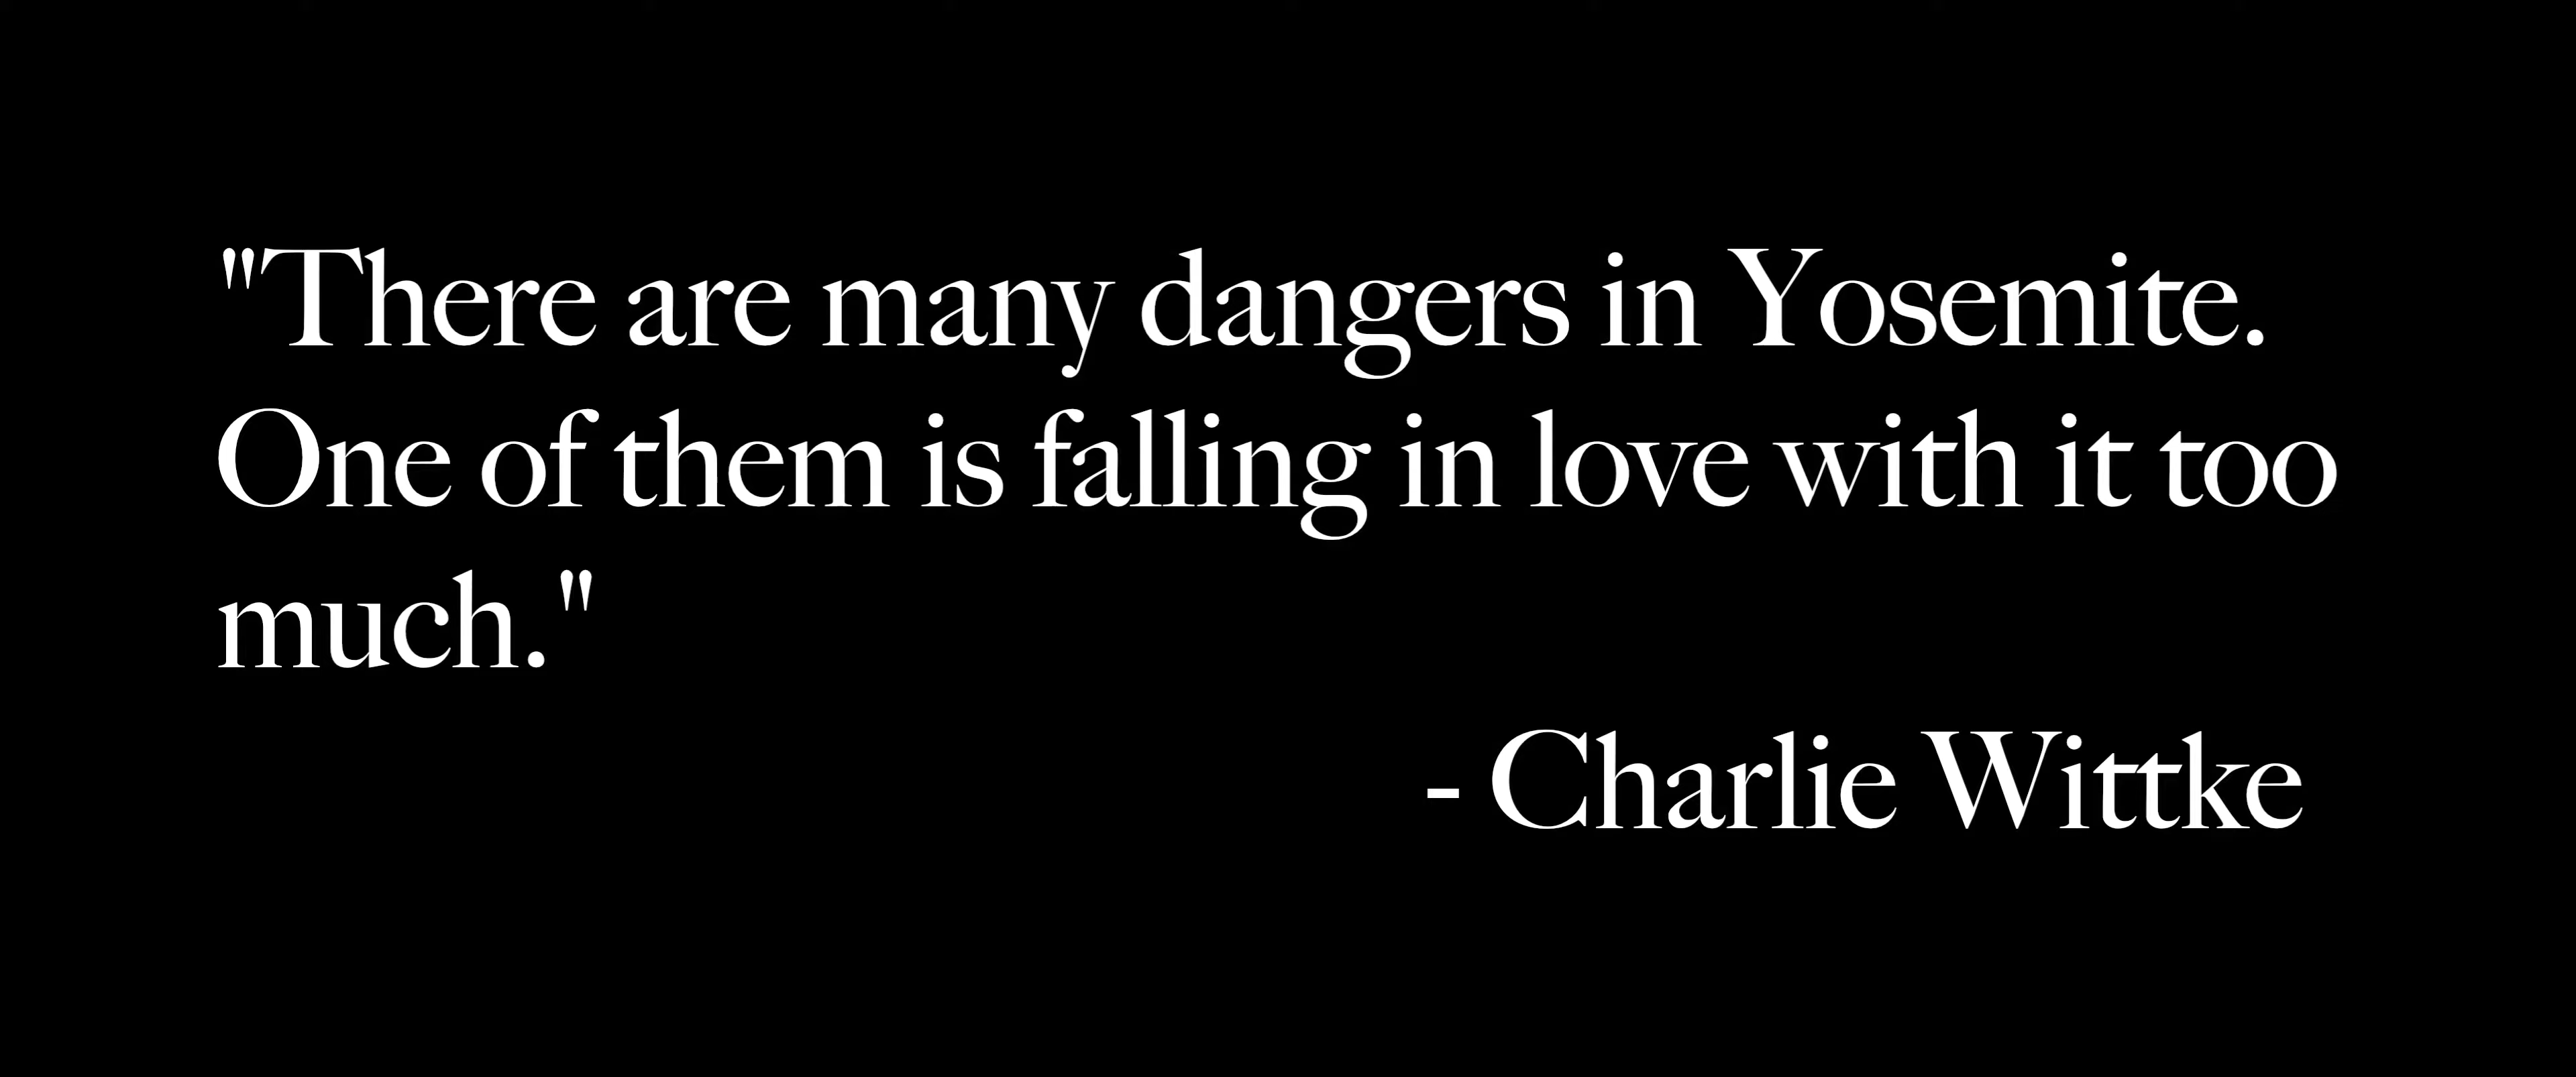 "There are many dangers in Yosemite.
One of them is falling in love with it too
much."
- Charlie Wittke